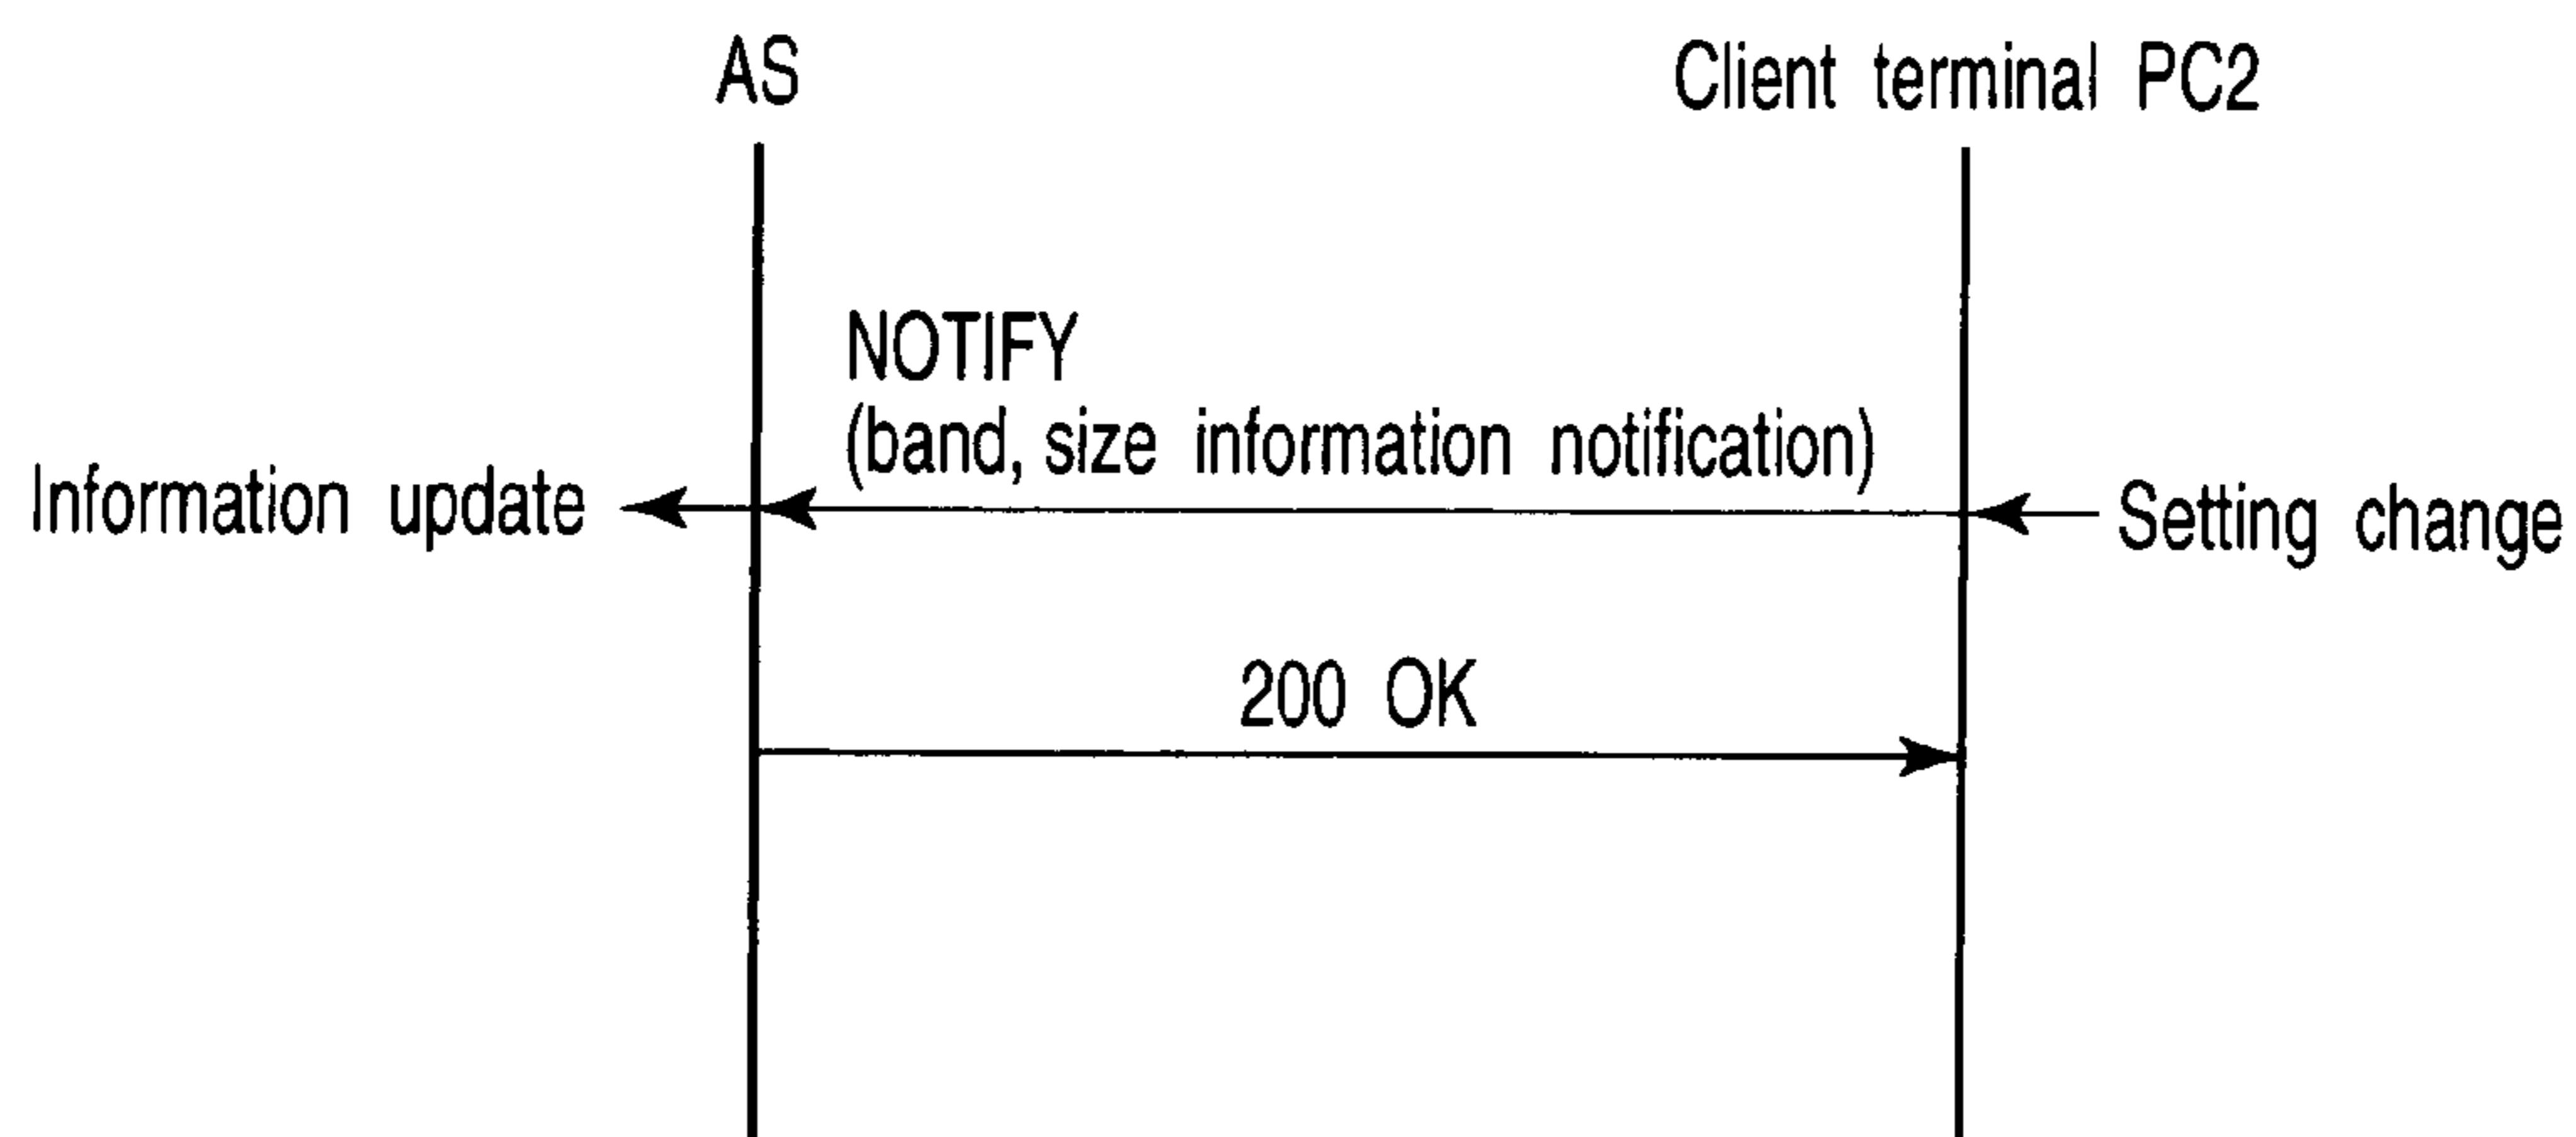 AS
Client terminal PC2
NOTIFY
(band, size information notification)
Information update
Setting change
200 OK